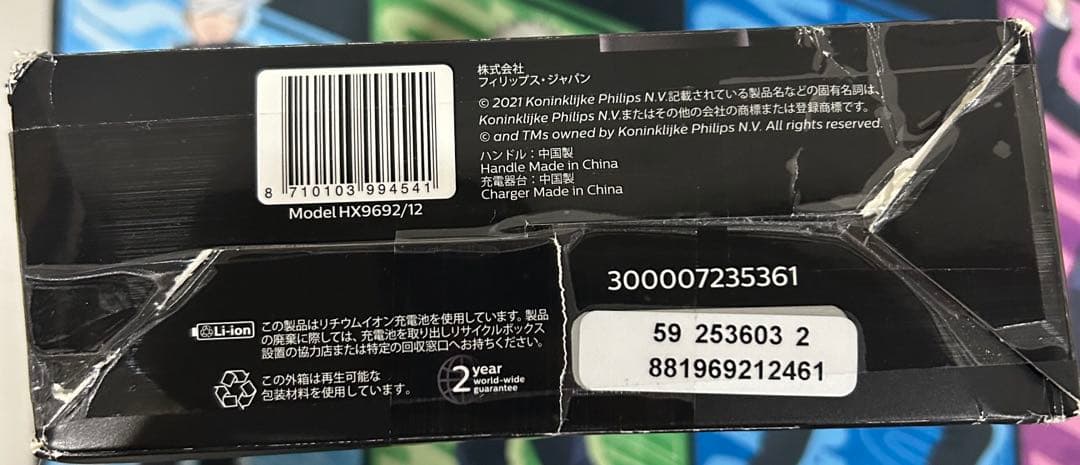 8 710103 994541
Model HX9692/12
株式会社
フィリップス・ジャパン
© 2021 Koninklijke Philips N.V.記載されている製品名などの固有名詞は、
Koninklijke Philips N.V.またはその他の会社の商標または登録商標です。
© and TMs owned by Koninklijke Philips N.V. All rights reserved.
ハンドル：中国製
Handle Made in China
充電器台：中国製
Charger Made in China
300007235361
59 253603 2
881969212461
Li-ion
この製品はリチウムイオン充電池を使用しています。製品
の廃棄に際しては、充電池を取り出しリサイクルボックス
設置の協力店または特定の回収窓口へお持ちください。
この外箱は再生可能な
包装材料を使用しています。
2 year
world-wide
guarantee